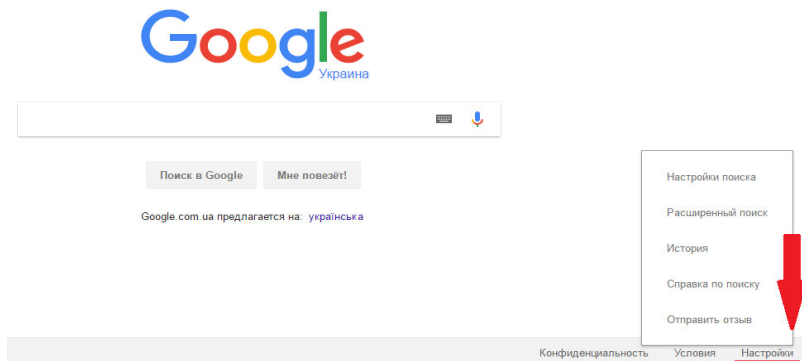 Google
Украина
Поиск в Google Мне повезёт!
Google.com.ua предлагается на: українська
Настройки поиска
Расширенный поиск
История
Справка по поиску
Отправить отзыв
Конфиденциальность Условия Настройки